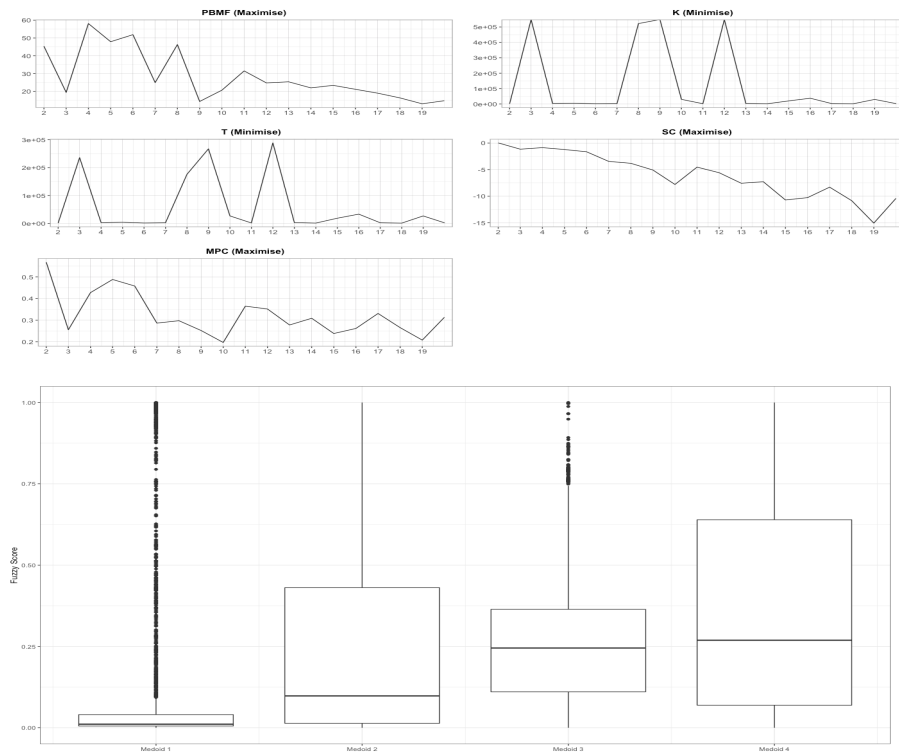 PBMF (Maximise)
60
50
40
30
20
2 3 4 5 6 7 8 9 10 11 12 13 14 15 16 17 18 19
K (Minimise)
5e+05
4e+05
3e+05
2e+05
1e+05
0e+00
2 3 4 5 6 7 8 9 10 11 12 13 14 15 16 17 18 19
T (Minimise)
3e+05
2e+05
1e+05
0e+00
2 3 4 5 6 7 8 9 10 11 12 13 14 15 16 17 18 19
SC (Maximise)
0
-5
-10
-15
2 3 4 5 6 7 8 9 10 11 12 13 14 15 16 17 18 19
MPC (Maximise)
0.5
0.4
0.3
0.2
2 3 4 5 6 7 8 9 10 11 12 13 14 15 16 17 18 19
Fuzzy Score
1.00
0.75
0.50
0.25
0.00
Medoid 1 Medoid 2 Medoid 3 Medoid 4